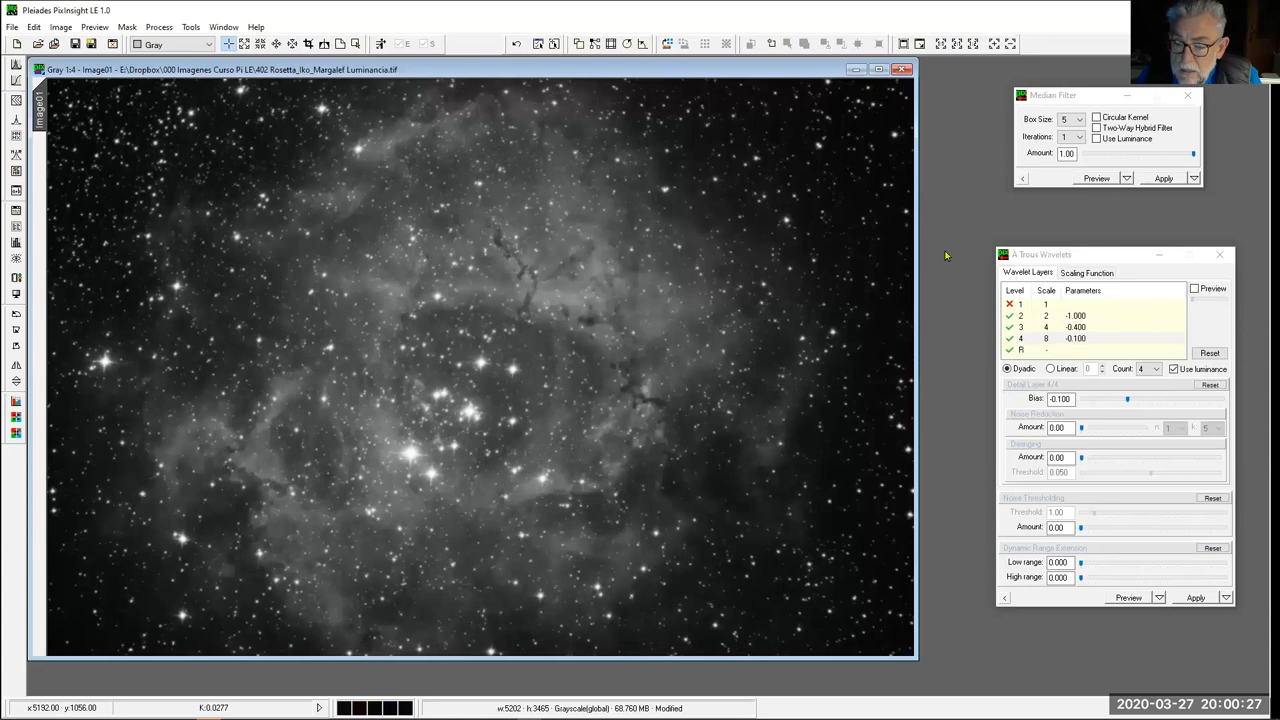 Pleiades PixInsight LE 1.0
File Edit Image Preview Mask Process Tools Window Help
Gray
E S
Gray 1:4 - Image01 - E:\Dropbox\000 Imagenes Curso Pi LE\402 Rosetta_Iko_Margalef Luminancia.tif
Image01
Median Filter
Box Size: 5 Circular Kernel
Two-Way Hybrid Filter
Iterations: 1 Use Luminance
Amount: 1.00
Preview Apply
À Trous Wavelets
Wavelet Layers Scaling Function
Level Scale Parameters Preview
1 1
2 2 -1.000
3 4 -0.400
4 8 -0.100
R - Reset
Dyadic Linear: 0 Count: 4 Use luminance
Detail Layer 4/4 Reset
Bias: -0.100
Noise Reduction
Amount: 0.00 n: 1 k: 5
Deringing
Amount: 0.00
Threshold: 0.050
Noise Thresholding Reset
Threshold: 1.00
Amount: 0.00
Dynamic Range Extension Reset
Low range: 0.000
High range: 0.000
Preview Apply
x:5192.00 y:1056.00 K:0.0277 w:5202 · h:3465 · Grayscale(global) · 68.760 MB · Modified
2020-03-27 20:00:27